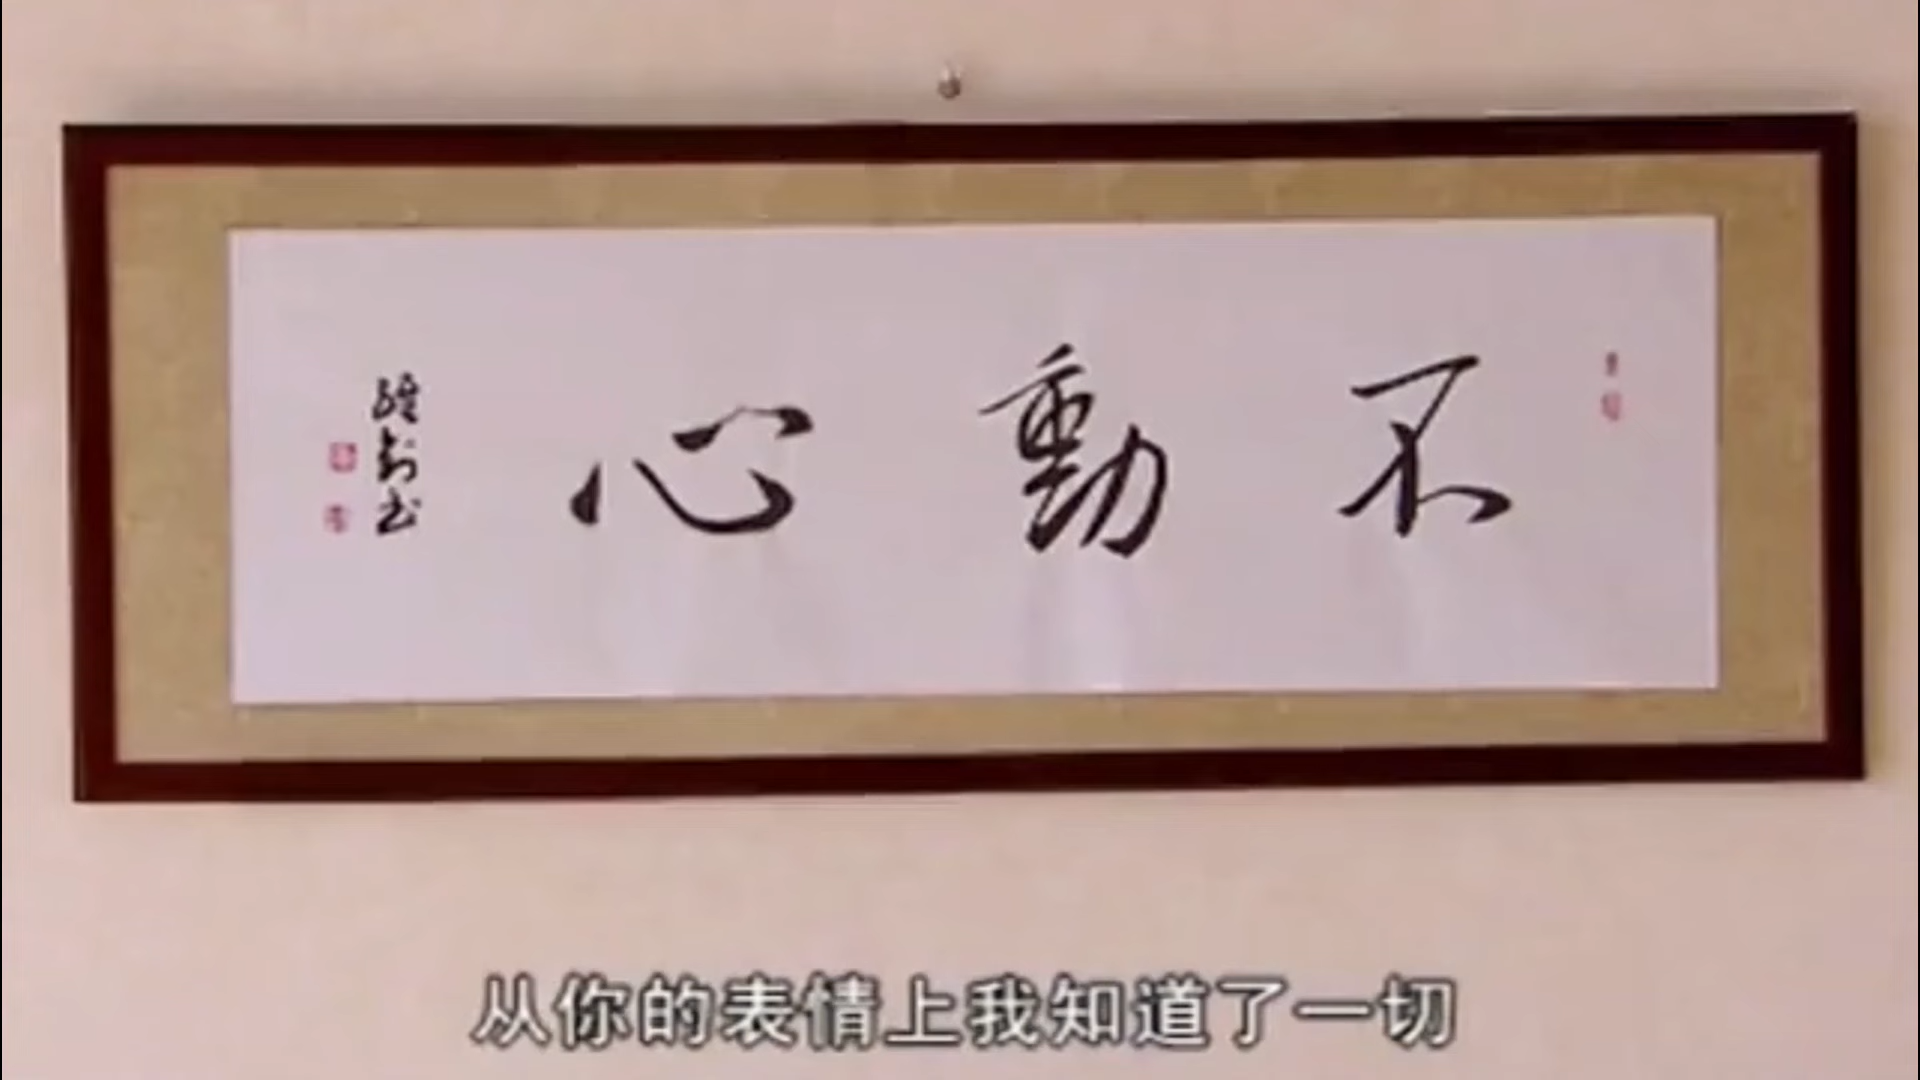 不動心
从你的表情上我知道了一切